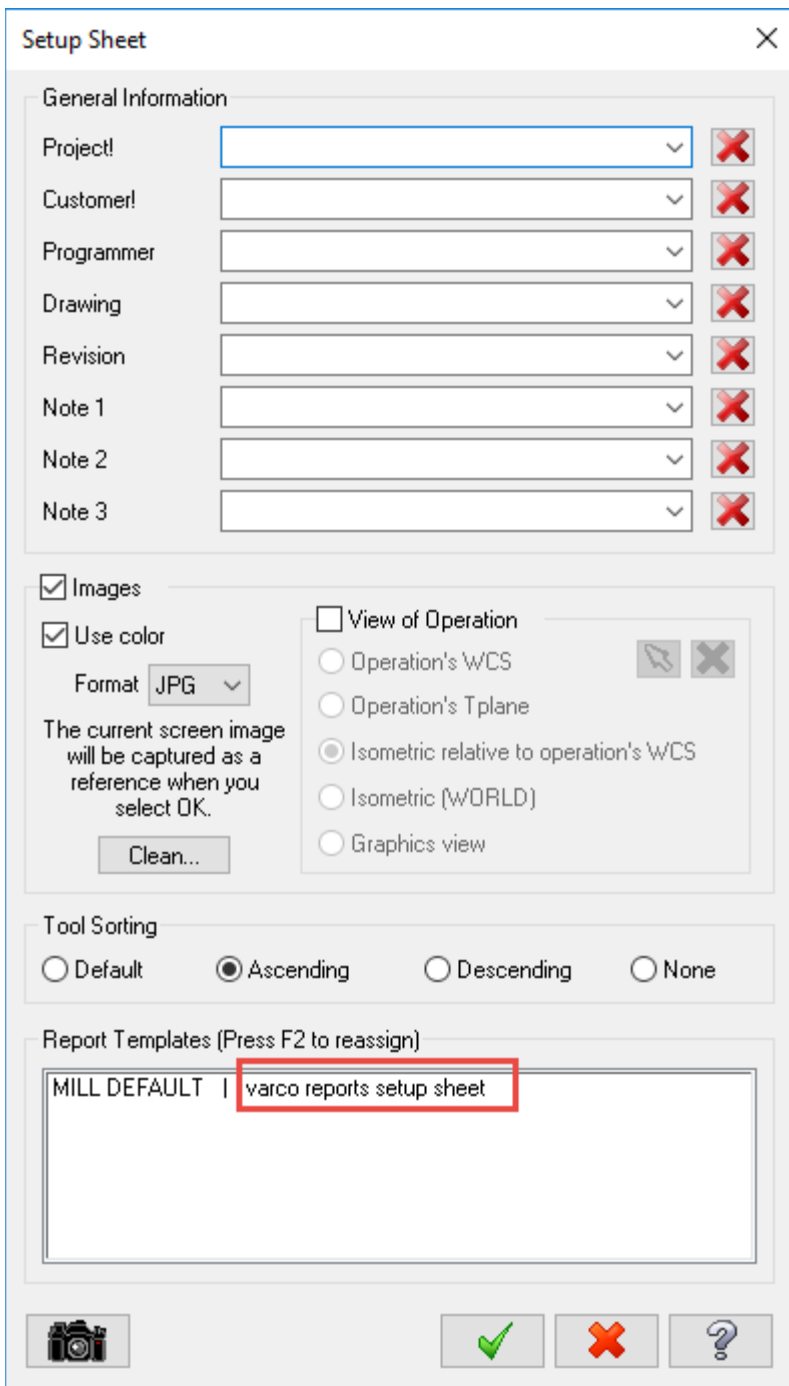 Setup Sheet
General Information
Project!
Customer!
Programmer
Drawing
Revision
Note 1
Note 2
Note 3
Images
Use color
Format JPG
The current screen image
will be captured as a
reference when you
select OK.
Clean...
View of Operation
Operation's WCS
Operation's Tplane
Isometric relative to operation's WCS
Isometric (WORLD)
Graphics view
Tool Sorting
Default Ascending Descending None
Report Templates (Press F2 to reassign)
MILL DEFAULT | varco reports setup sheet